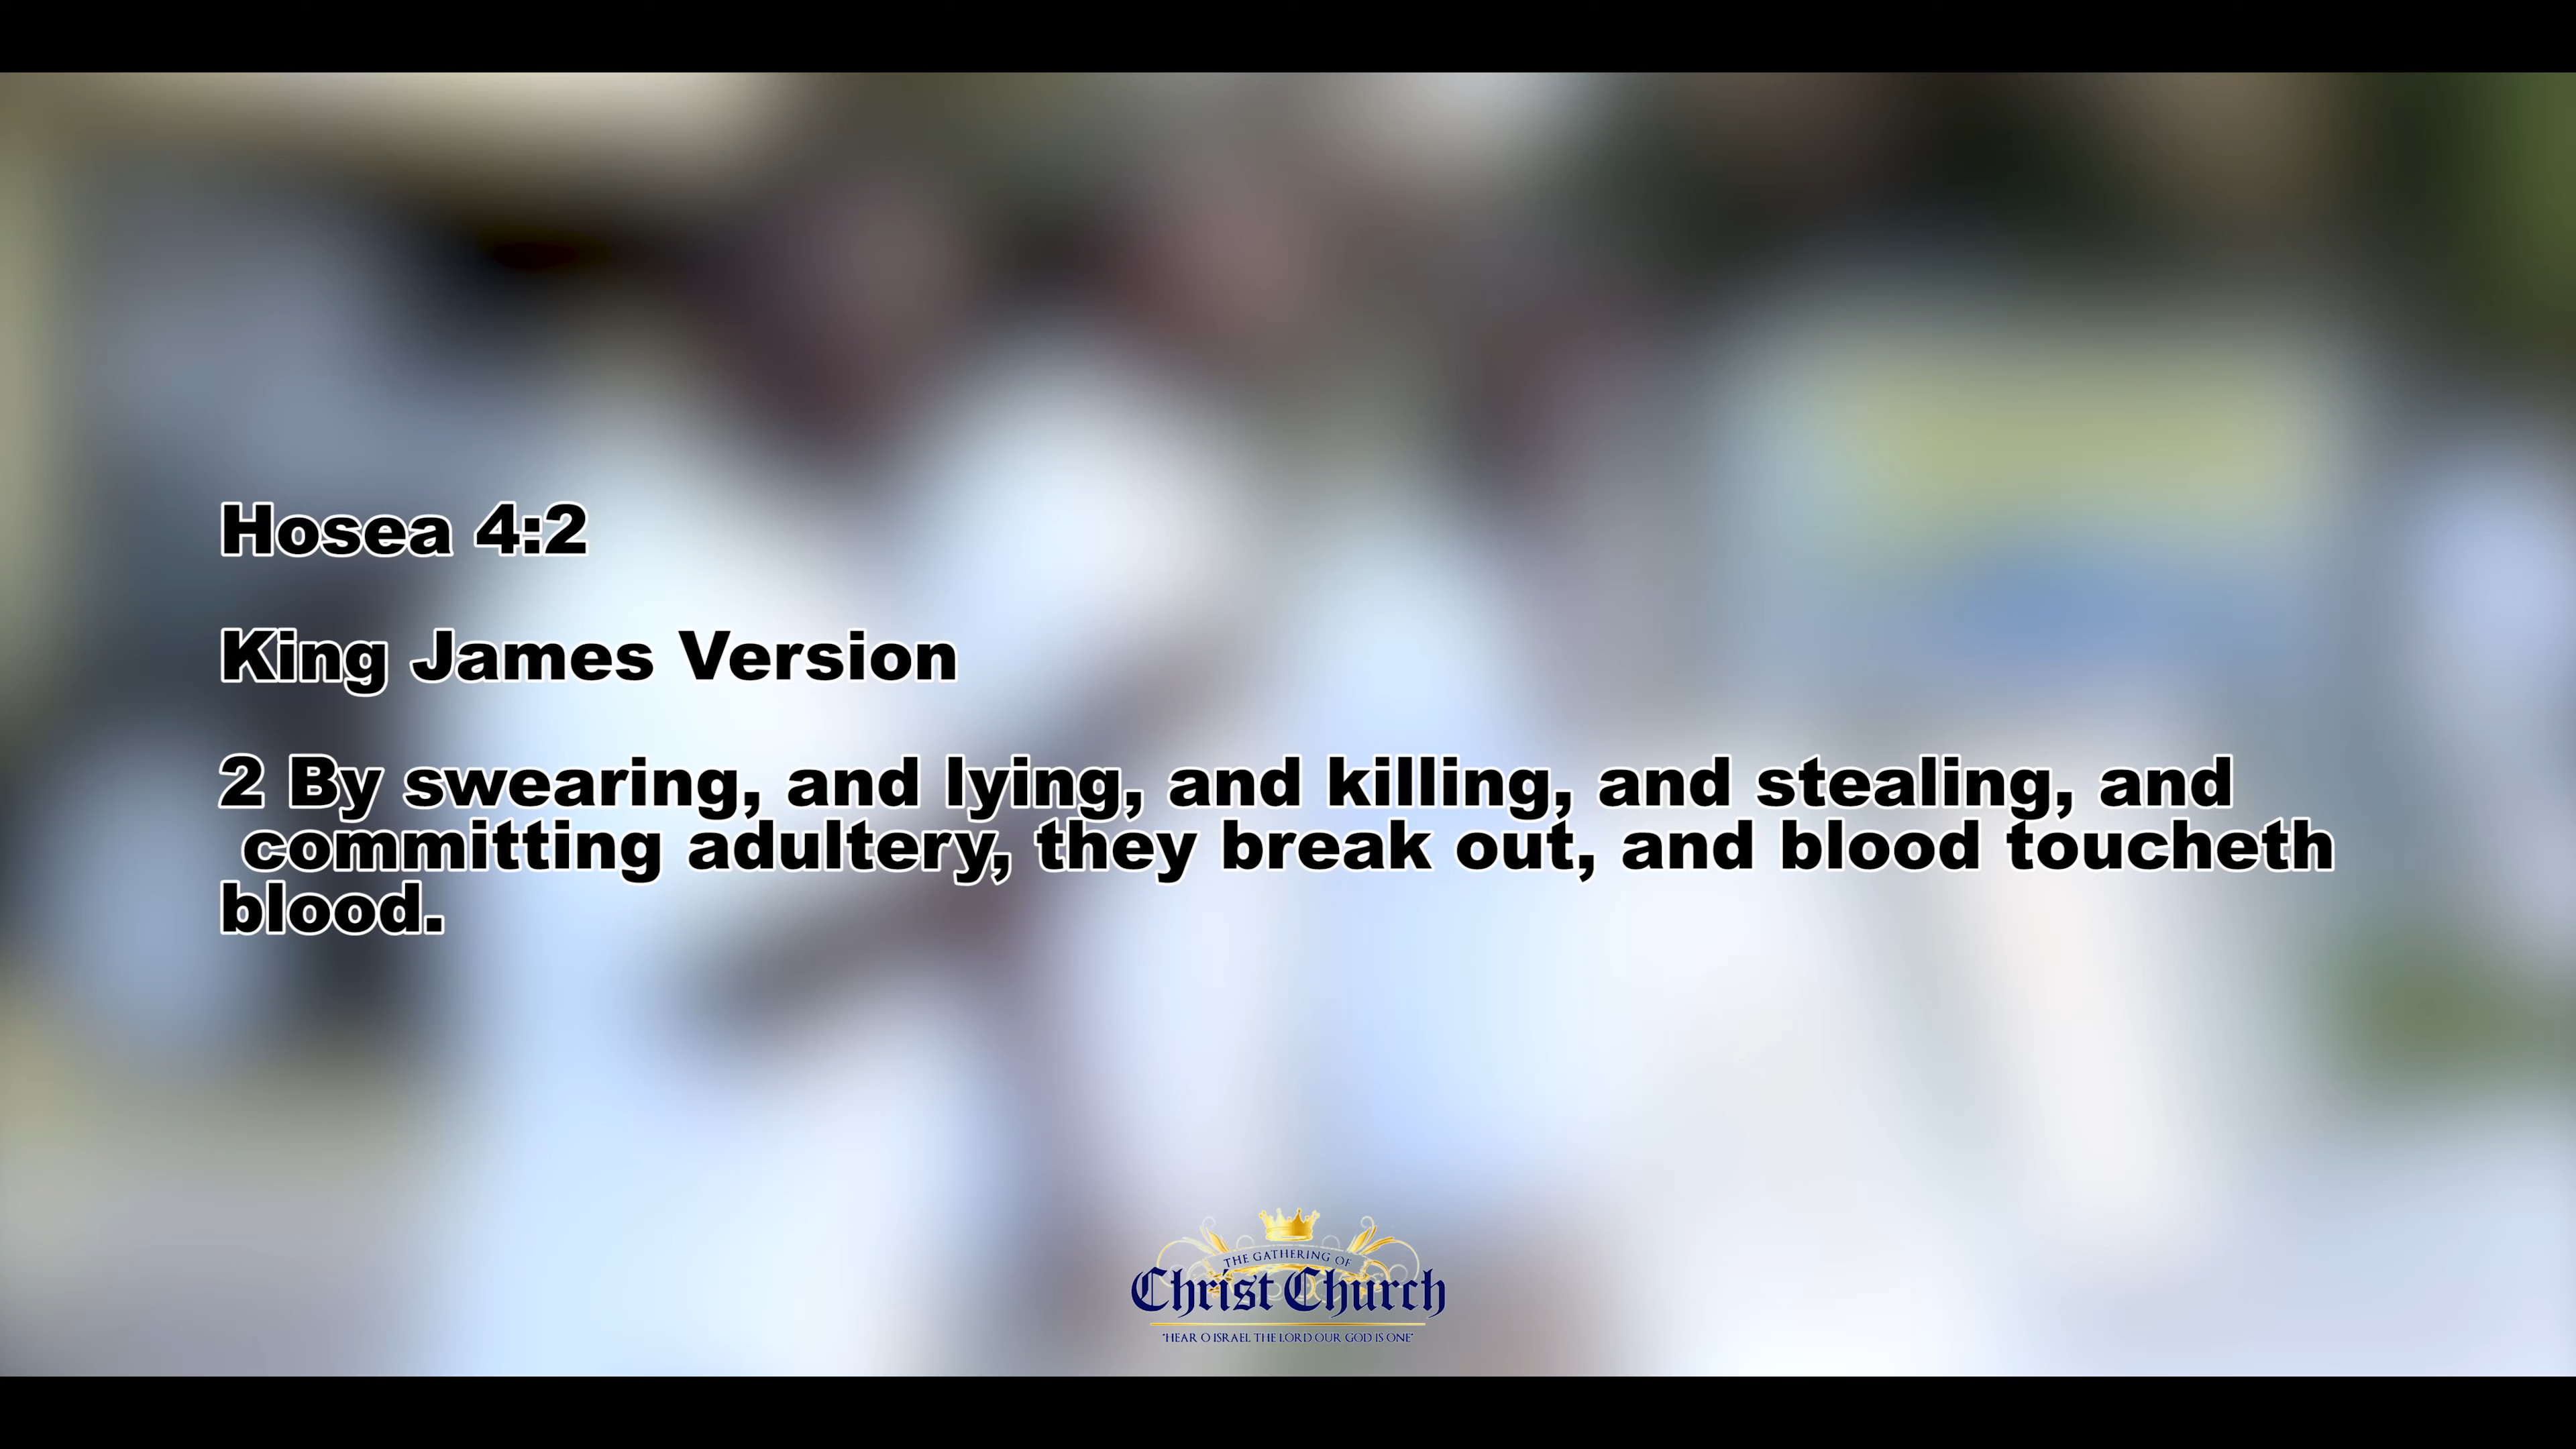 Hosea 4:2
King James Version
2 By swearing, and lying, and killing, and stealing, and
committing adultery, they break out, and blood toucheth
blood.
THE GATHERING OF
Christ Church
"HEAR O ISRAEL THE LORD OUR GOD IS ONE"